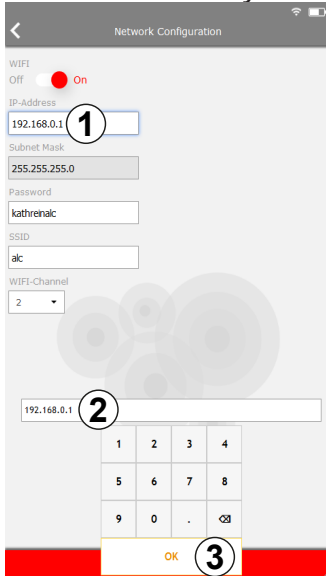 Network Configuration
WIFI
Off On
IP-Address
192.168.0.1 1
Subnet Mask
255.255.255.0
Password
kathreinalc
SSID
alc
WIFI-Channel
2
192.168.0.1 2
1 2 3 4
5 6 7 8
9 0 .
OK 3